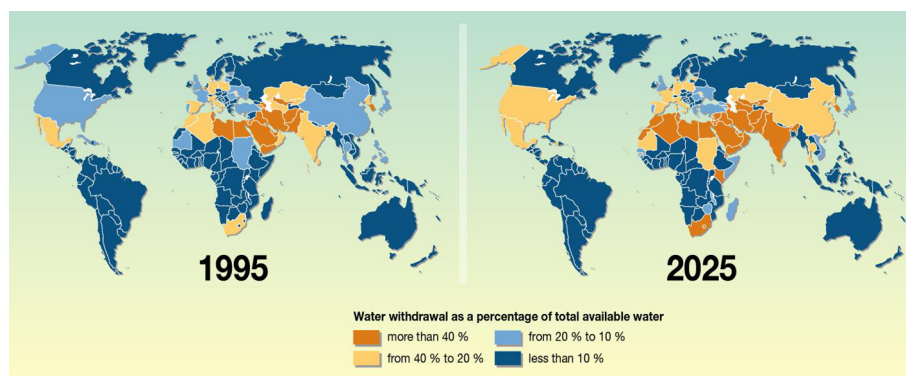 1995
2025
Water withdrawal as a percentage of total available water
more than 40 %
from 20 % to 10 %
from 40 % to 20 %
less than 10 %